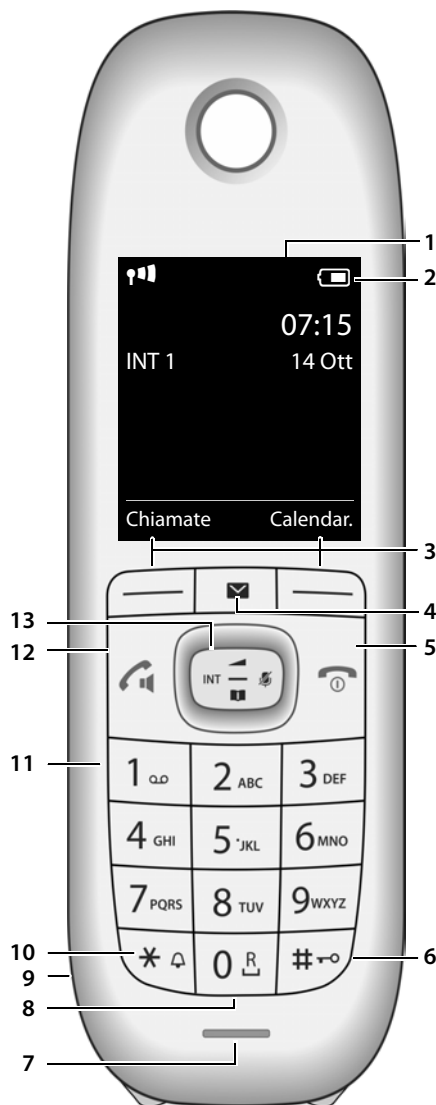 1
2
07:15
INT 1 14 Ott
Chiamate Calendar.
3
4
13
5
12
INT
11
1 2 ABC 3 DEF
4 GHI 5 JKL 6 MNO
7 PQRS 8 TUV 9 WXYZ
10
* 0 R #
6
9
8
7